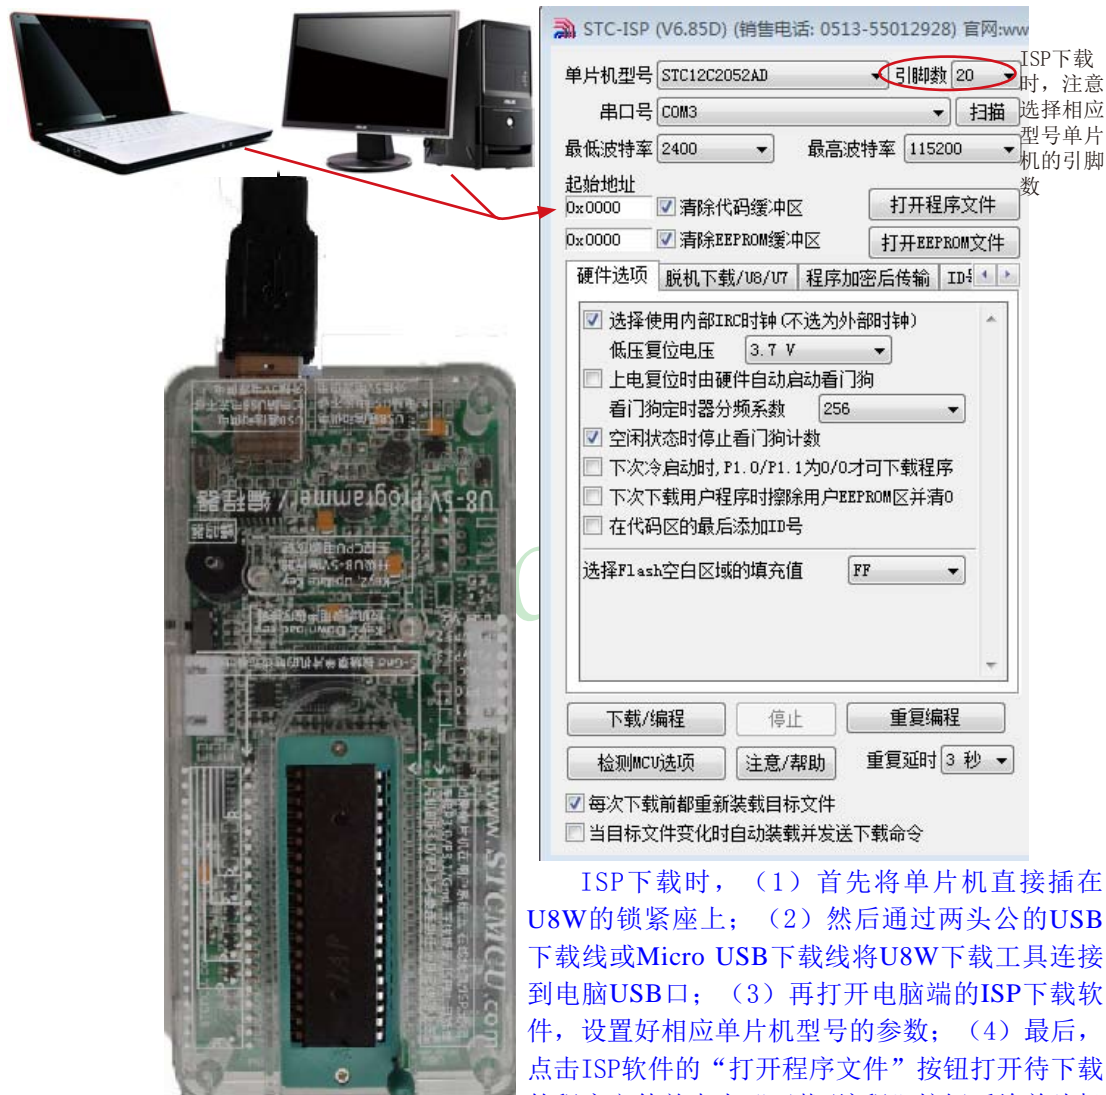 STC-ISP (V6.85D) (销售电话: 0513-55012928) 官网:ww
单片机型号 STC12C2052AD 引脚数 20
串口号 COM3 扫描
最低波特率 2400 最高波特率 115200
起始地址
0x0000 清除代码缓冲区 打开程序文件
0x0000 清除EEPROM缓冲区 打开EEPROM文件
硬件选项 脱机下载/U8/U7 程序加密后传输 ID号
选择使用内部IRC时钟(不选为外部时钟)
低压复位电压 3.7 V
上电复位时由硬件自动启动看门狗
看门狗定时器分频系数 256
空闲状态时停止看门狗计数
下次冷启动时,P1.0/P1.1为0/0才可下载程序
下次下载用户程序时擦除用户EEPROM区并清0
在代码区的最后添加ID号
选择Flash空白区域的填充值 FF
下载/编程 停止 重复编程
检测MCU选项 注意/帮助 重复延时 3 秒
每次下载前都重新装载目标文件
当目标文件变化时自动装载并发送下载命令
ISP下载
时，注意
选择相应
型号单片
机的引脚
数
U8-5V Programmer / 编程器
www.STCMCU.com
ISP下载时，（1）首先将单片机直接插在
U8W的锁紧座上；（2）然后通过两头公的USB
下载线或Micro USB下载线将U8W下载工具连接
到电脑USB口；（3）再打开电脑端的ISP下载软
件，设置好相应单片机型号的参数；（4）最后，
点击ISP软件的“打开程序文件”按钮打开待下载